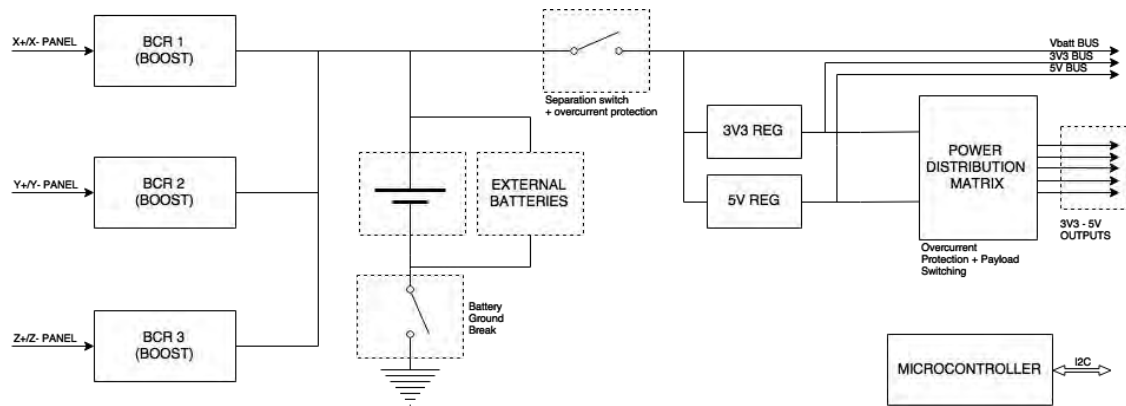 X+/X- PANEL
BCR 1
(BOOST)
Separation switch
+ overcurrent protection
Vbatt BUS
3V3 BUS
5V BUS
3V3 REG
5V REG
POWER
DISTRIBUTION
MATRIX
3V3 - 5V
OUTPUTS
Overcurrent
Protection + Payload
Switching
Y+/Y- PANEL
BCR 2
(BOOST)
EXTERNAL
BATTERIES
Battery
Ground
Break
Z+/Z- PANEL
BCR 3
(BOOST)
MICROCONTROLLER
I2C